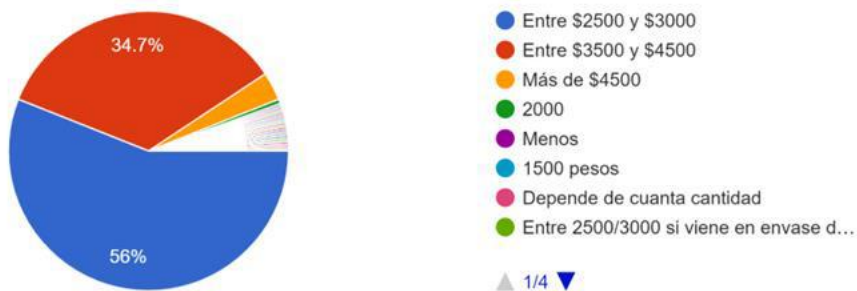 34.7%
56%
Entre $2500 y $3000
Entre $3500 y $4500
Más de $4500
2000
Menos
1500 pesos
Depende de cuanta cantidad
Entre 2500/3000 si viene en envase d…
1/4